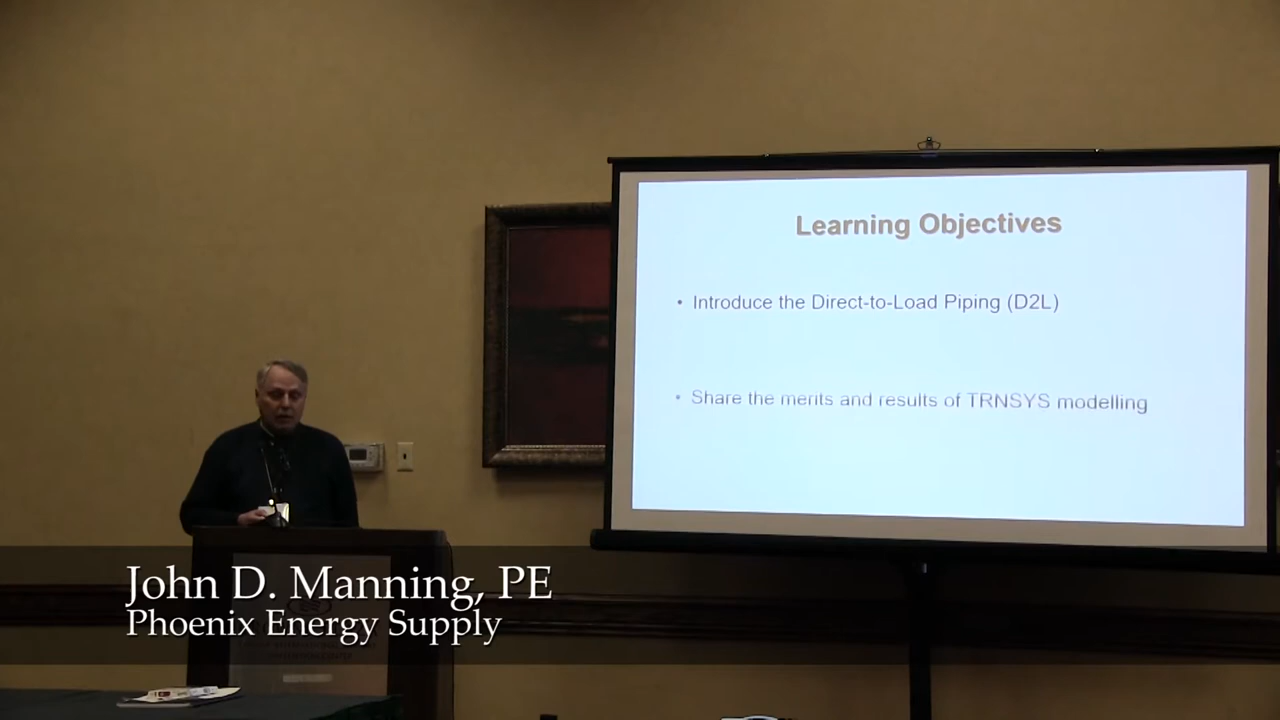 Learning Objectives
• Introduce the Direct-to-Load Piping (D2L)
• Share the merits and results of TRNSYS modelling
John D. Manning, PE
Phoenix Energy Supply